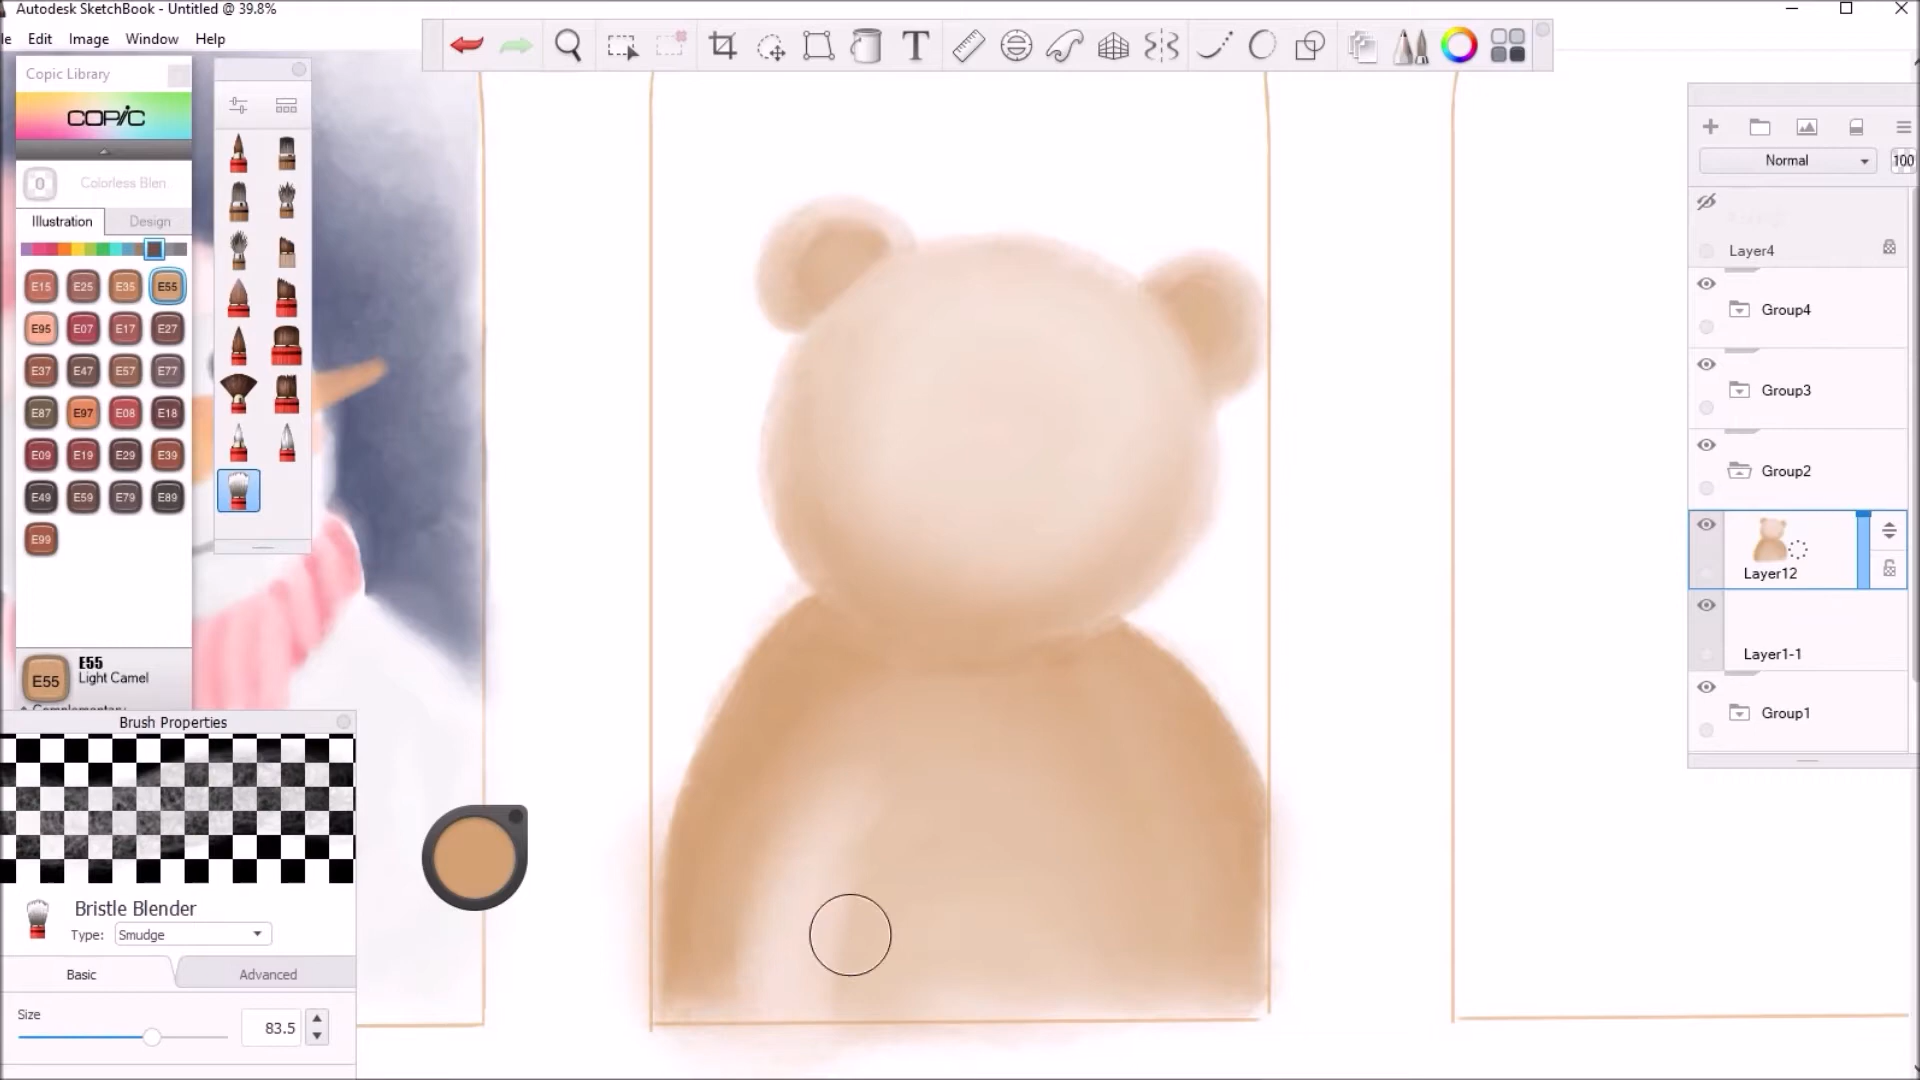 Autodesk SketchBook - Untitled @ 39.8%
le Edit Image Window Help
Copic Library
COPIC
0 Colorless Blen
Illustration Design
E15 E25 E35 E55
E95 E07 E17 E27
E37 E47 E57 E77
E87 E97 E08 E18
E09 E19 E29 E39
E49 E59 E79 E89
E99
E55
E55
Light Camel
Complementary
Brush Properties
Bristle Blender
Type: Smudge
Basic Advanced
Size
83.5
T
Normal 100
Layer4
Group4
Group3
Group2
Layer12
Layer1-1
Group1